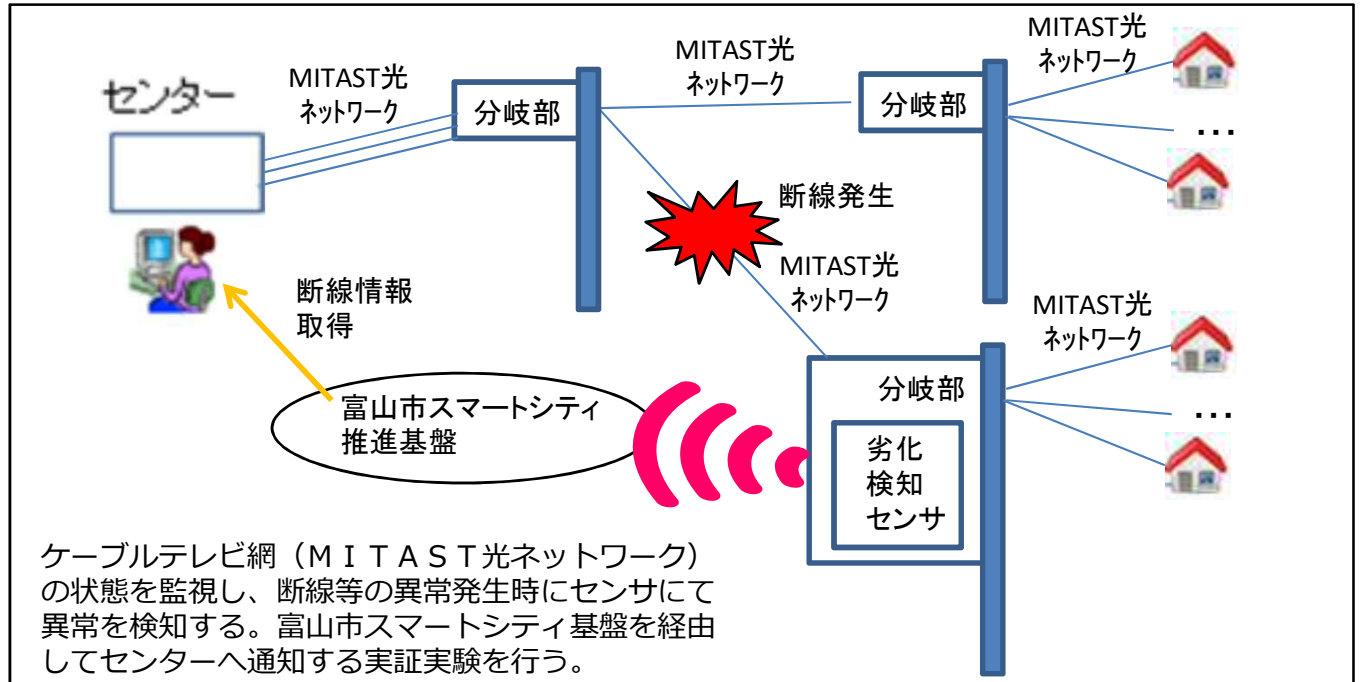 センター
MITAST光
ネットワーク
分岐部
MITAST光
ネットワーク
分岐部
MITAST光
ネットワーク
…
断線発生
MITAST光
ネットワーク
断線情報
取得
富山市スマートシティ
推進基盤
分岐部
劣化
検知
センサ
MITAST光
ネットワーク
…
ケーブルテレビ網（ＭＩＴＡＳＴ光ネットワーク）
の状態を監視し、断線等の異常発生時にセンサにて
異常を検知する。富山市スマートシティ基盤を経由
してセンターへ通知する実証実験を行う。